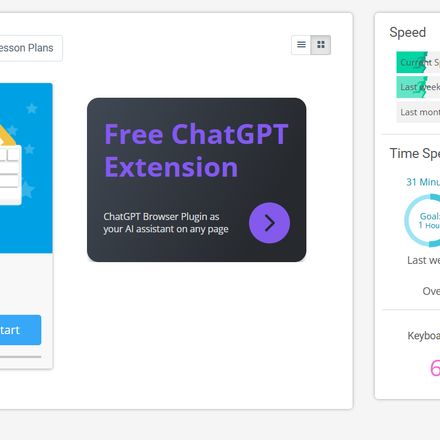 esson Plans
Free ChatGPT
Extension
ChatGPT Browser Plugin as
your AI assistant on any page
tart
Speed
Current Sp
Last week
Last mont
Time Spe
31 Minu
Goal:
1 Hou
Last we
Ove
Keyboa
6